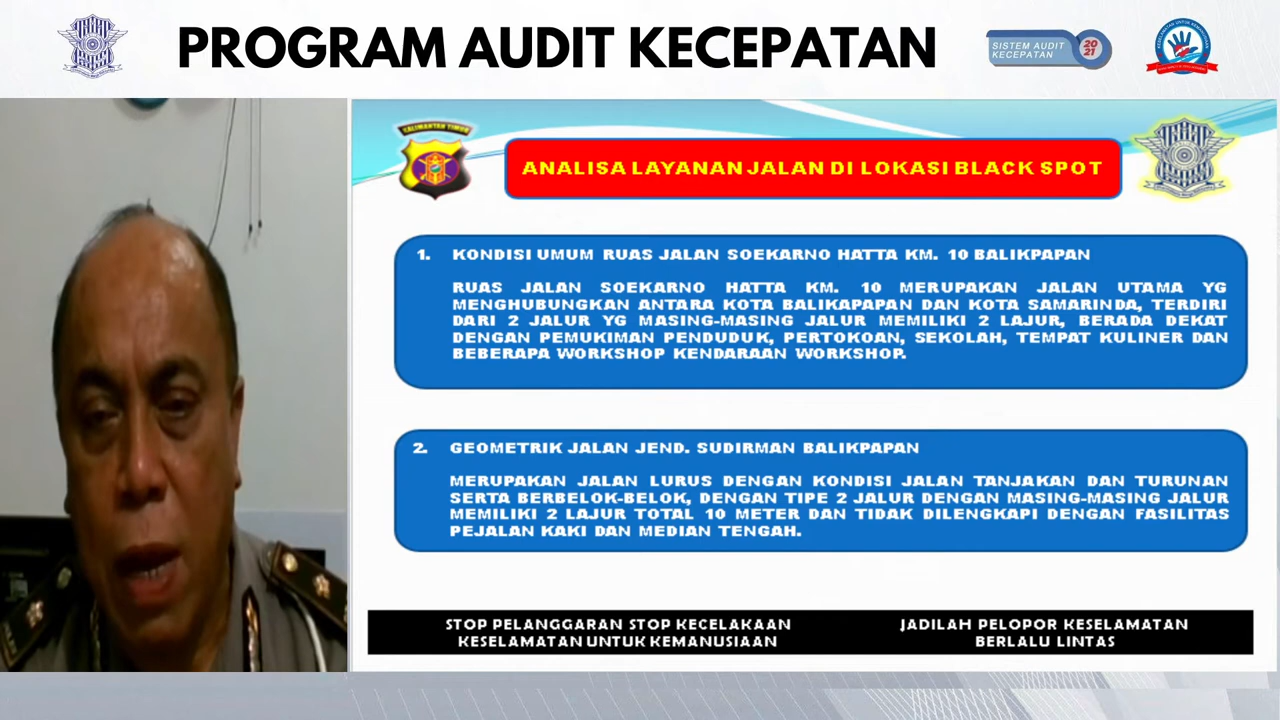 PROGRAM AUDIT KECEPATAN
SISTEM AUDIT
KECEPATAN
20
21
KALIMANTAN TIMUR
ANALISA LAYANAN JALAN DI LOKASI BLACK SPOT
1. KONDISI UMUM RUAS JALAN SOEKARNO HATTA KM. 10 BALIKPAPAN
RUAS JALAN SOEKARNO HATTA KM. 10 MERUPAKAN JALAN UTAMA YG
MENGHUBUNGKAN ANTARA KOTA BALIKAPAPAN DAN KOTA SAMARINDA, TERDIRI
DARI 2 JALUR YG MASING-MASING JALUR MEMILIKI 2 LAJUR, BERADA DEKAT
DENGAN PEMUKIMAN PENDUDUK, PERTOKOAN, SEKOLAH, TEMPAT KULINER DAN
BEBERAPA WORKSHOP KENDARAAN WORKSHOP.
2. GEOMETRIK JALAN JEND. SUDIRMAN BALIKPAPAN
MERUPAKAN JALAN LURUS DENGAN KONDISI JALAN TANJAKAN DAN TURUNAN
SERTA BERBELOK-BELOK, DENGAN TIPE 2 JALUR DENGAN MASING-MASING JALUR
MEMILIKI 2 LAJUR TOTAL 10 METER DAN TIDAK DILENGKAPI DENGAN FASILITAS
PEJALAN KAKI DAN MEDIAN TENGAH.
STOP PELANGGARAN STOP KECELAKAAN
KESELAMATAN UNTUK KEMANUSIAAN
JADILAH PELOPOR KESELAMATAN
BERLALU LINTAS